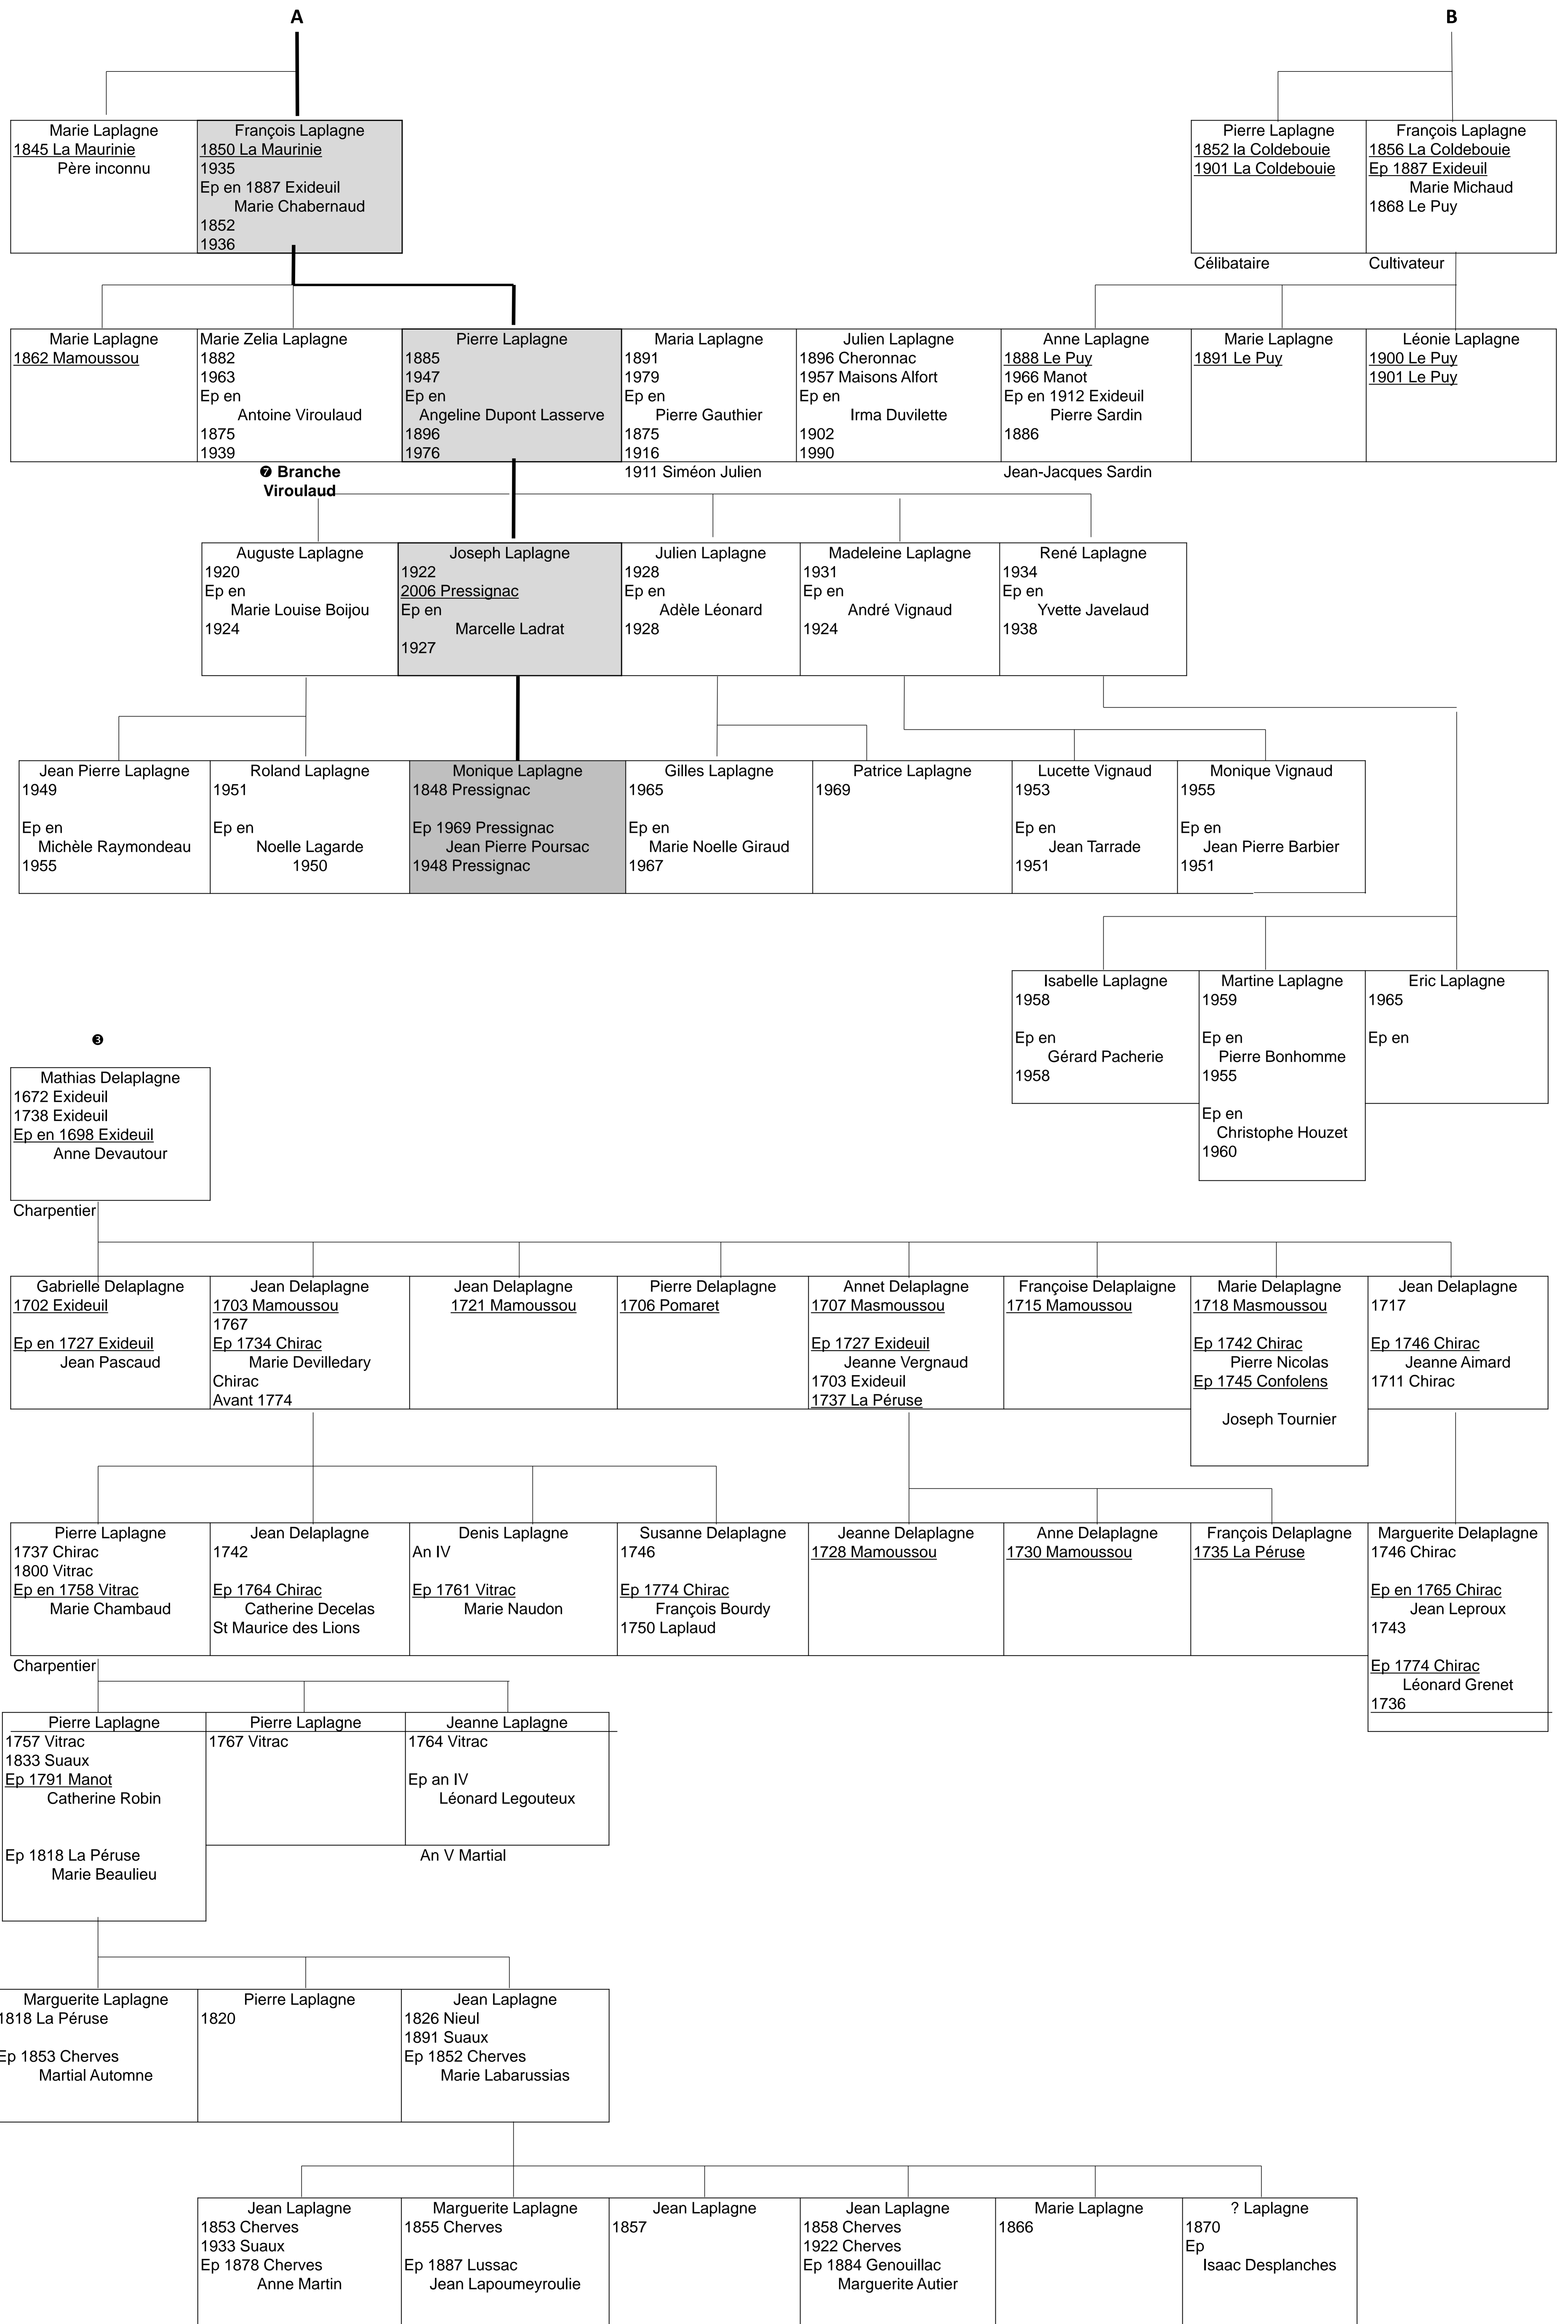 A
B
Marie Laplagne
1845 La Maurinie
Père inconnu
François Laplagne
1850 La Maurinie
1935
Ep en 1887 Exideuil
Marie Chabernaud
1852
1936
Pierre Laplagne
1852 la Coldebouie
1901 La Coldebouie
Célibataire
François Laplagne
1856 La Coldebouie
Ep 1887 Exideuil
Marie Michaud
1868 Le Puy
Cultivateur
Marie Laplagne
1862 Mamoussou
Marie Zelia Laplagne
1882
1963
Ep en
Antoine Viroulaud
1875
1939
❼ Branche
Viroulaud
Pierre Laplagne
1885
1947
Ep en
Angeline Dupont Lasserve
1896
1976
Maria Laplagne
1891
1979
Ep en
Pierre Gauthier
1875
1916
1911 Siméon Julien
Julien Laplagne
1896 Cheronnac
1957 Maisons Alfort
Ep en
Irma Duvilette
1902
1990
Anne Laplagne
1888 Le Puy
1966 Manot
Ep en 1912 Exideuil
Pierre Sardin
1886
Jean-Jacques Sardin
Marie Laplagne
1891 Le Puy
Léonie Laplagne
1900 Le Puy
1901 Le Puy
Auguste Laplagne
1920
Ep en
Marie Louise Boijou
1924
Joseph Laplagne
1922
2006 Pressignac
Ep en
Marcelle Ladrat
1927
Julien Laplagne
1928
Ep en
Adèle Léonard
1928
Madeleine Laplagne
1931
Ep en
André Vignaud
1924
René Laplagne
1934
Ep en
Yvette Javelaud
1938
Jean Pierre Laplagne
1949
Ep en
Michèle Raymondeau
1955
Roland Laplagne
1951
Ep en
Noelle Lagarde
1950
Monique Laplagne
1848 Pressignac
Ep 1969 Pressignac
Jean Pierre Poursac
1948 Pressignac
Gilles Laplagne
1965
Ep en
Marie Noelle Giraud
1967
Patrice Laplagne
1969
Lucette Vignaud
1953
Ep en
Jean Tarrade
1951
Monique Vignaud
1955
Ep en
Jean Pierre Barbier
1951
Isabelle Laplagne
1958
Ep en
Gérard Pacherie
1958
Martine Laplagne
1959
Ep en
Pierre Bonhomme
1955
Ep en
Christophe Houzet
1960
Eric Laplagne
1965
Ep en
❸
Mathias Delaplagne
1672 Exideuil
1738 Exideuil
Ep en 1698 Exideuil
Anne Devautour
Charpentier
Gabrielle Delaplagne
1702 Exideuil
Ep en 1727 Exideuil
Jean Pascaud
Jean Delaplagne
1703 Mamoussou
1767
Ep 1734 Chirac
Marie Devilledary
Chirac
Avant 1774
Jean Delaplagne
1721 Mamoussou
Pierre Delaplagne
1706 Pomaret
Annet Delaplagne
1707 Masmoussou
Ep 1727 Exideuil
Jeanne Vergnaud
1703 Exideuil
1737 La Péruse
Françoise Delaplaigne
1715 Mamoussou
Marie Delaplagne
1718 Masmoussou
Ep 1742 Chirac
Pierre Nicolas
Ep 1745 Confolens
Joseph Tournier
Jean Delaplagne
1717
Ep 1746 Chirac
Jeanne Aimard
1711 Chirac
Pierre Laplagne
1737 Chirac
1800 Vitrac
Ep en 1758 Vitrac
Marie Chambaud
Charpentier
Jean Delaplagne
1742
Ep 1764 Chirac
Catherine Decelas
St Maurice des Lions
Denis Laplagne
An IV
Ep 1761 Vitrac
Marie Naudon
Susanne Delaplagne
1746
Ep 1774 Chirac
François Bourdy
1750 Laplaud
Jeanne Delaplagne
1728 Mamoussou
Anne Delaplagne
1730 Mamoussou
François Delaplagne
1735 La Péruse
Marguerite Delaplagne
1746 Chirac
Ep en 1765 Chirac
Jean Leproux
1743
Ep 1774 Chirac
Léonard Grenet
1736
Pierre Laplagne
1757 Vitrac
1833 Suaux
Ep 1791 Manot
Catherine Robin
Ep 1818 La Péruse
Marie Beaulieu
Pierre Laplagne
1767 Vitrac
Jeanne Laplagne
1764 Vitrac
Ep an IV
Léonard Legouteux
An V Martial
Marguerite Laplagne
1818 La Péruse
Ep 1853 Cherves
Martial Automne
Pierre Laplagne
1820
Jean Laplagne
1826 Nieul
1891 Suaux
Ep 1852 Cherves
Marie Labarussias
Jean Laplagne
1853 Cherves
1933 Suaux
Ep 1878 Cherves
Anne Martin
Marguerite Laplagne
1855 Cherves
Ep 1887 Lussac
Jean Lapoumeyroulie
Jean Laplagne
1857
Jean Laplagne
1858 Cherves
1922 Cherves
Ep 1884 Genouillac
Marguerite Autier
Marie Laplagne
1866
? Laplagne
1870
Ep
Isaac Desplanches